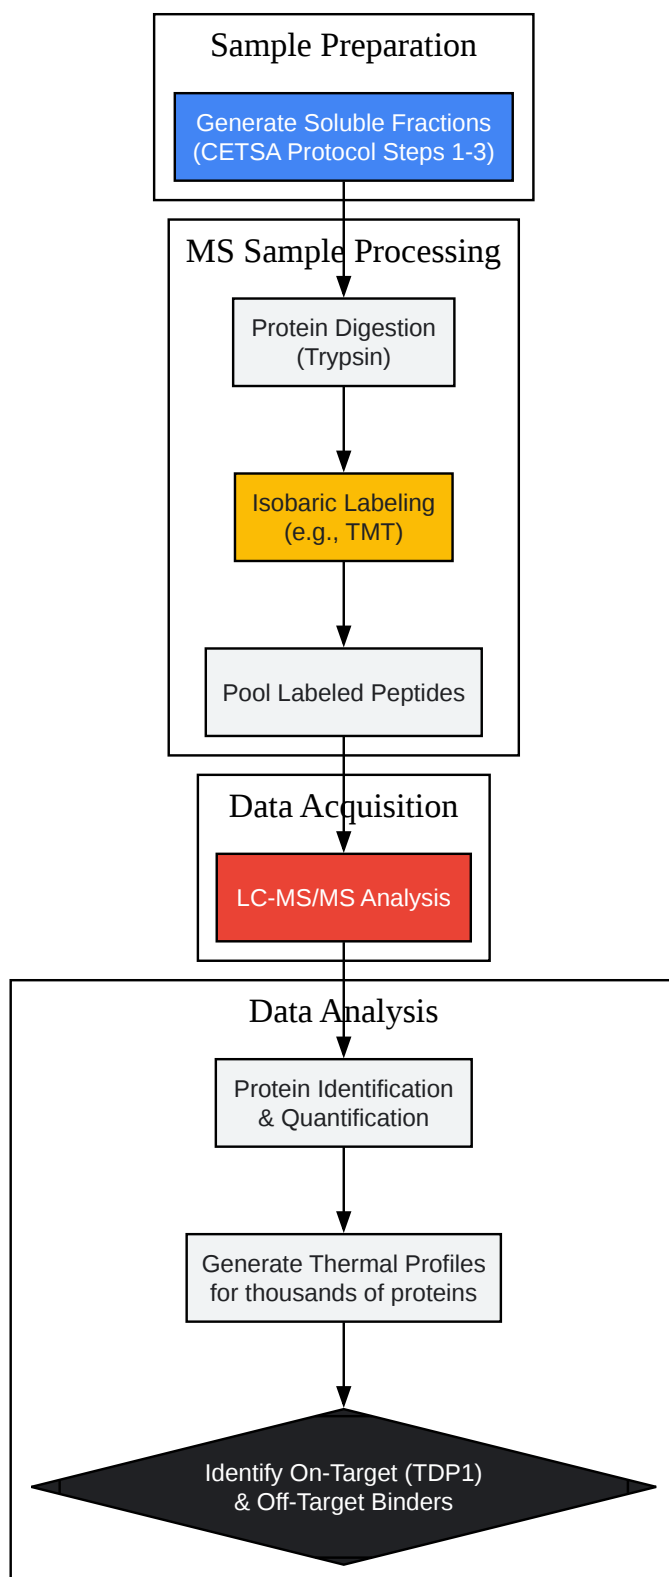 Sample Preparation
Generate Soluble Fractions
(CETSA Protocol Steps 1-3)
MS Sample Processing
Protein Digestion
(Trypsin)
Isobaric Labeling
(e.g., TMT)
Pool Labeled Peptides
Data Acquisition
LC-MS/MS Analysis
Data Analysis
Protein Identification
& Quantification
Generate Thermal Profiles
for thousands of proteins
Identify On-Target (TDP1)
& Off-Target Binders